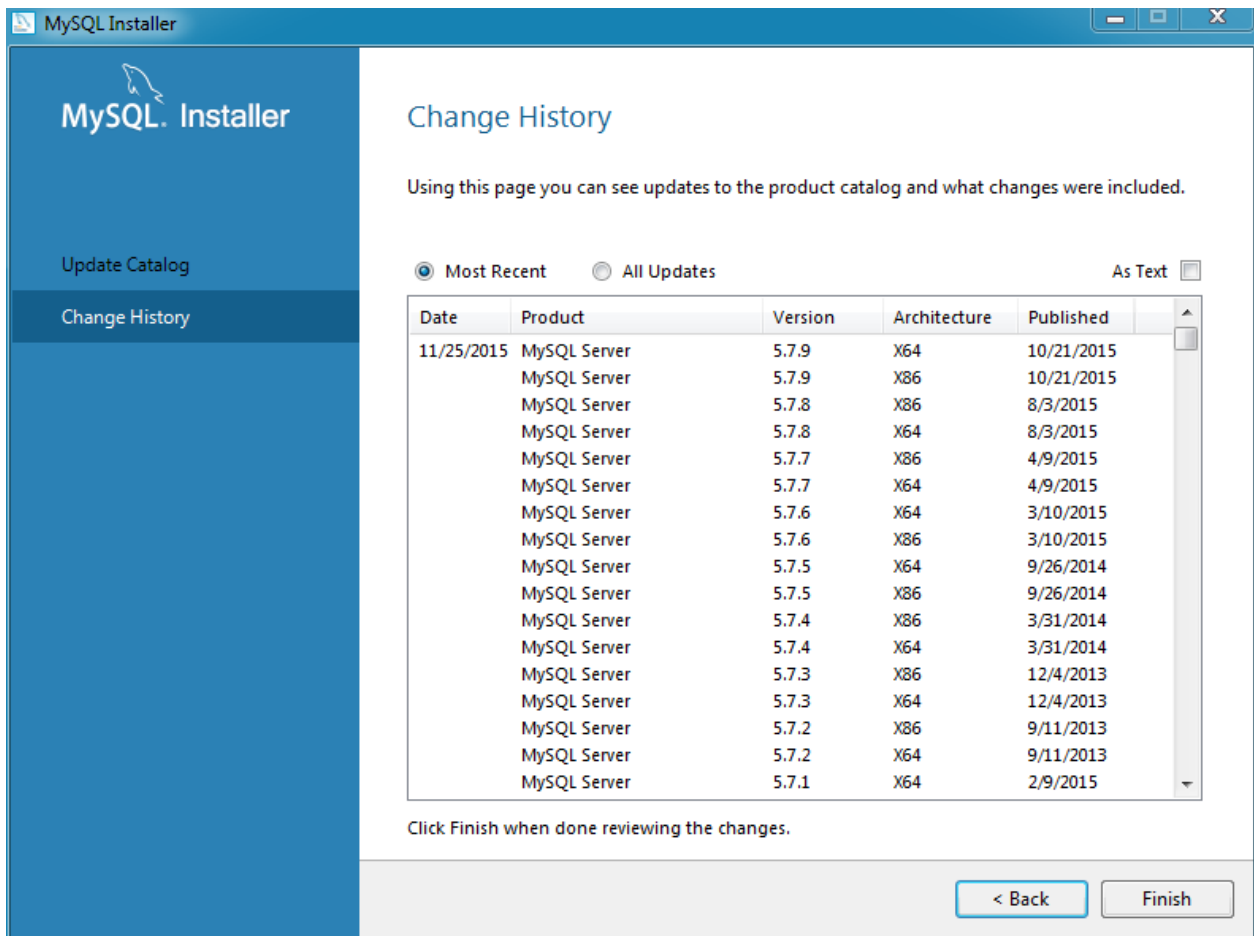 MySQL Installer
MySQL. Installer
Update Catalog
Change History
Change History
Using this page you can see updates to the product catalog and what changes were included.
Most Recent All Updates As Text
Date Product Version Architecture Published
11/25/2015 MySQL Server 5.7.9 X64 10/21/2015
MySQL Server 5.7.9 X86 10/21/2015
MySQL Server 5.7.8 X86 8/3/2015
MySQL Server 5.7.8 X64 8/3/2015
MySQL Server 5.7.7 X86 4/9/2015
MySQL Server 5.7.7 X64 4/9/2015
MySQL Server 5.7.6 X64 3/10/2015
MySQL Server 5.7.6 X86 3/10/2015
MySQL Server 5.7.5 X64 9/26/2014
MySQL Server 5.7.5 X86 9/26/2014
MySQL Server 5.7.4 X86 3/31/2014
MySQL Server 5.7.4 X64 3/31/2014
MySQL Server 5.7.3 X86 12/4/2013
MySQL Server 5.7.3 X64 12/4/2013
MySQL Server 5.7.2 X86 9/11/2013
MySQL Server 5.7.2 X64 9/11/2013
MySQL Server 5.7.1 X64 2/9/2015
Click Finish when done reviewing the changes.
< Back Finish